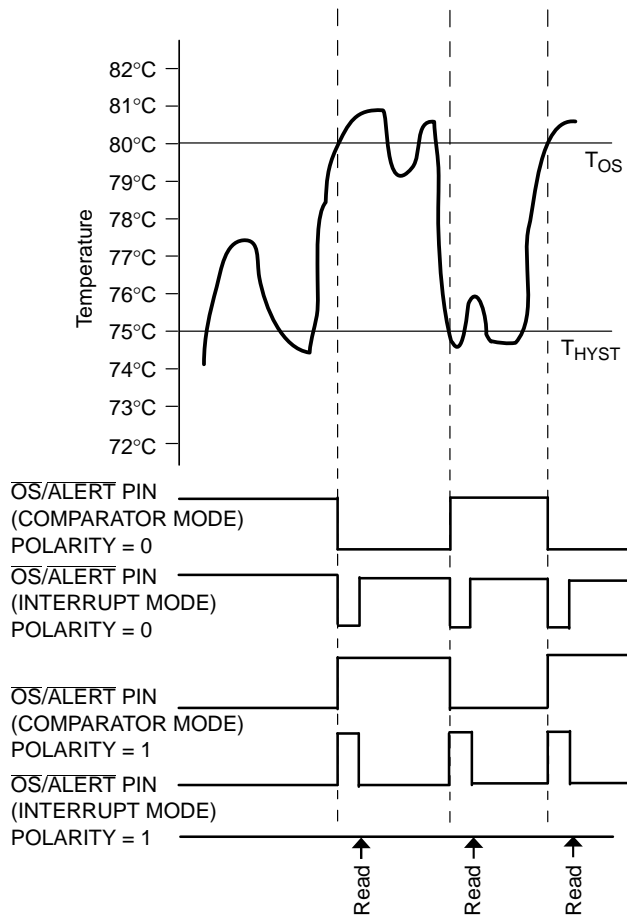 82°C
81°C
80°C
79°C
78°C
77°C
76°C
75°C
74°C
73°C
72°C
Temperature
TOS
THYST
OS/ALERT PIN
(COMPARATOR MODE)
POLARITY = 0
OS/ALERT PIN
(INTERRUPT MODE)
POLARITY = 0
OS/ALERT PIN
(COMPARATOR MODE)
POLARITY = 1
OS/ALERT PIN
(INTERRUPT MODE)
POLARITY = 1
Read
Read
Read